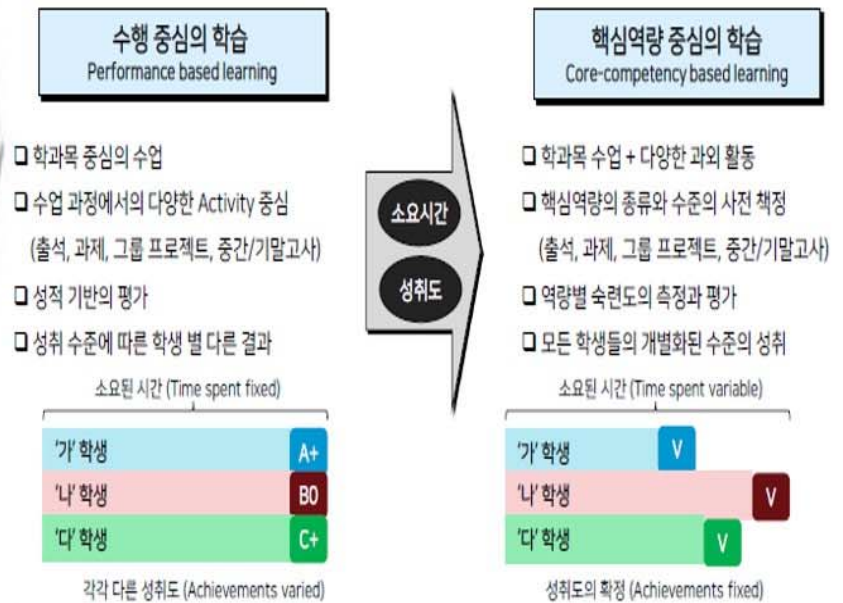 수행 중심의 학습
Performance based learning
❑ 학과목 중심의 수업
❑ 수업 과정에서의 다양한 Activity 중심
(출석, 과제, 그룹 프로젝트, 중간/기말고사)
❑ 성적 기반의 평가
❑ 성취 수준에 따른 학생 별 다른 결과
소요된 시간 (Time spent fixed)
'가' 학생 A+
'나' 학생 B0
'다' 학생 C+
각각 다른 성취도 (Achievements varied)
소요시간
성취도
핵심역량 중심의 학습
Core-competency based learning
❑ 학과목 수업 + 다양한 과외 활동
❑ 핵심역량의 종류와 수준의 사전 책정
(출석, 과제, 그룹 프로젝트, 중간/기말고사)
❑ 역량별 숙련도의 측정과 평가
❑ 모든 학생들의 개별화된 수준의 성취
소요된 시간 (Time spent variable)
'가' 학생 V
'나' 학생 V
'다' 학생 V
성취도의 확정 (Achievements fixed)